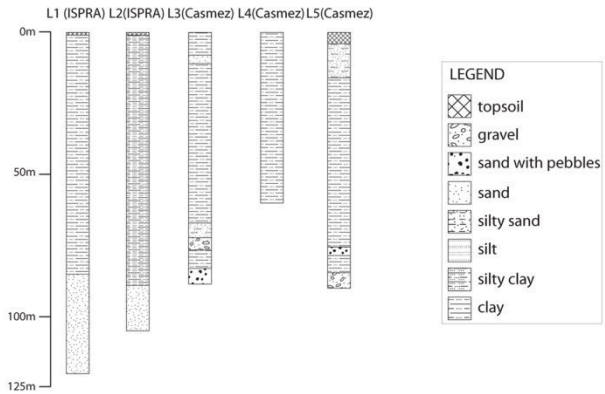 L1 (ISPRA) L2(ISPRA) L3(Casmez) L4(Casmez) L5(Casmez)
0m
50m
100m
125m
LEGEND
topsoil
gravel
sand with pebbles
sand
silty sand
silt
silty clay
clay